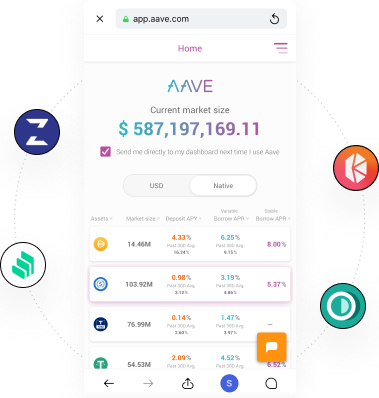 app.aave.com
Home
AAVE
Current market size
$ 587,197,169.11
Send me directly to my dashboard next time I use Aave
USD Native
Assets Market size Deposit APY Variable Borrow APR Stable Borrow APR
14.46M 4.33% 6.25% 8.00%
Past 30D Avg. Past 30D Avg.
16.24% 9.15%
103.92M 0.98% 3.19% 5.37%
Past 30D Avg. Past 30D Avg.
3.12% 4.86%
76.99M 0.14% 1.47% —
Past 30D Avg. Past 30D Avg.
2.60% 3.97%
54.53M 2.09% 4.52% 6.52%
Past 30D Avg. Past 30D Avg.
S